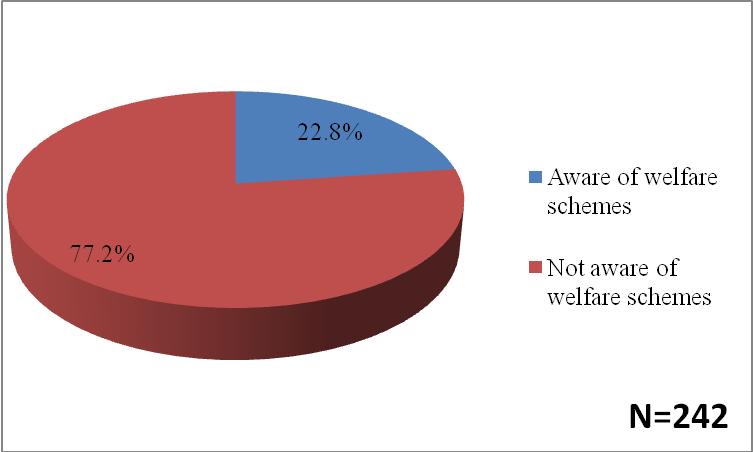 22.8%
77.2%
Aware of welfare
schemes
Not aware of
welfare schemes
N=242